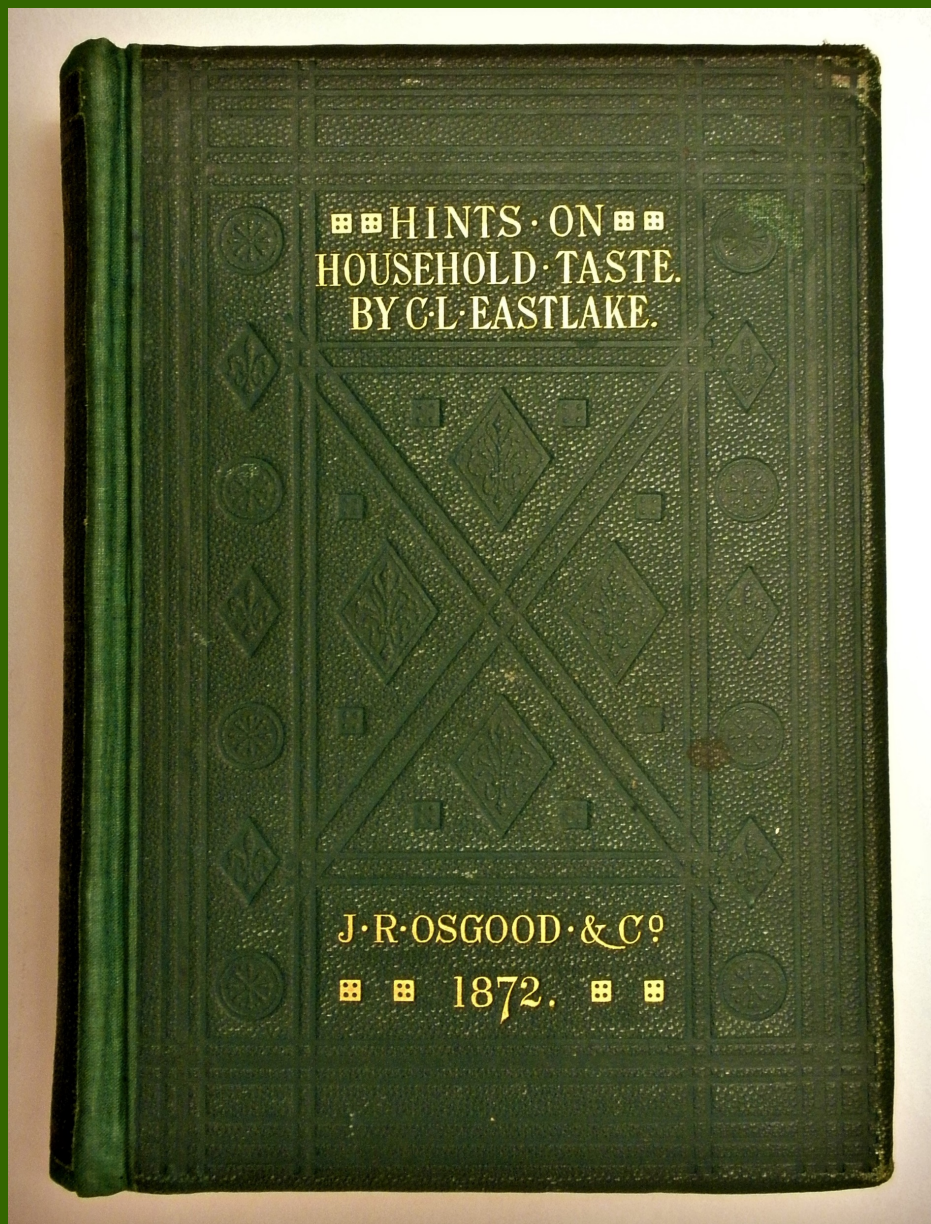 HINTS·ON
HOUSEHOLD·TASTE.
BY C·L·EASTLAKE.
J·R·OSGOOD·&Cº
1872.